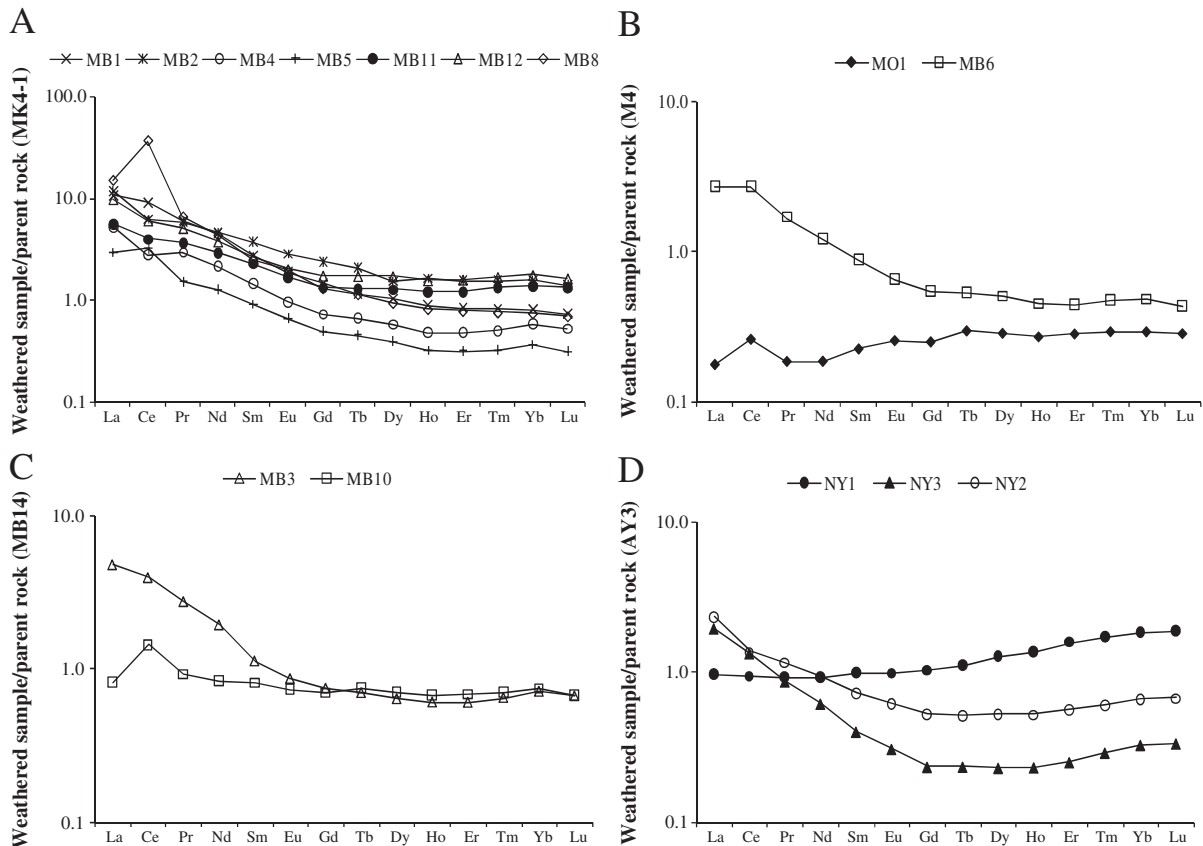 A
MB1 MB2 MB4 MB5 MB11 MB12 MB8
Weathered sample/parent rock (MK4-1)
100.0
10.0
1.0
0.1
La Ce Pr Nd Sm Eu Gd Tb Dy Ho Er Tm Yb Lu
B
MO1 MB6
Weathered sample/parent rock (M4)
10.0
1.0
0.1
La Ce Pr Nd Sm Eu Gd Tb Dy Ho Er Tm Yb Lu
C
MB3 MB10
Weathered sample/parent rock (MB14)
10.0
1.0
0.1
La Ce Pr Nd Sm Eu Gd Tb Dy Ho Er Tm Yb Lu
D
NY1 NY3 NY2
Weathered sample/parent rock (AY3)
10.0
1.0
0.1
La Ce Pr Nd Sm Eu Gd Tb Dy Ho Er Tm Yb Lu